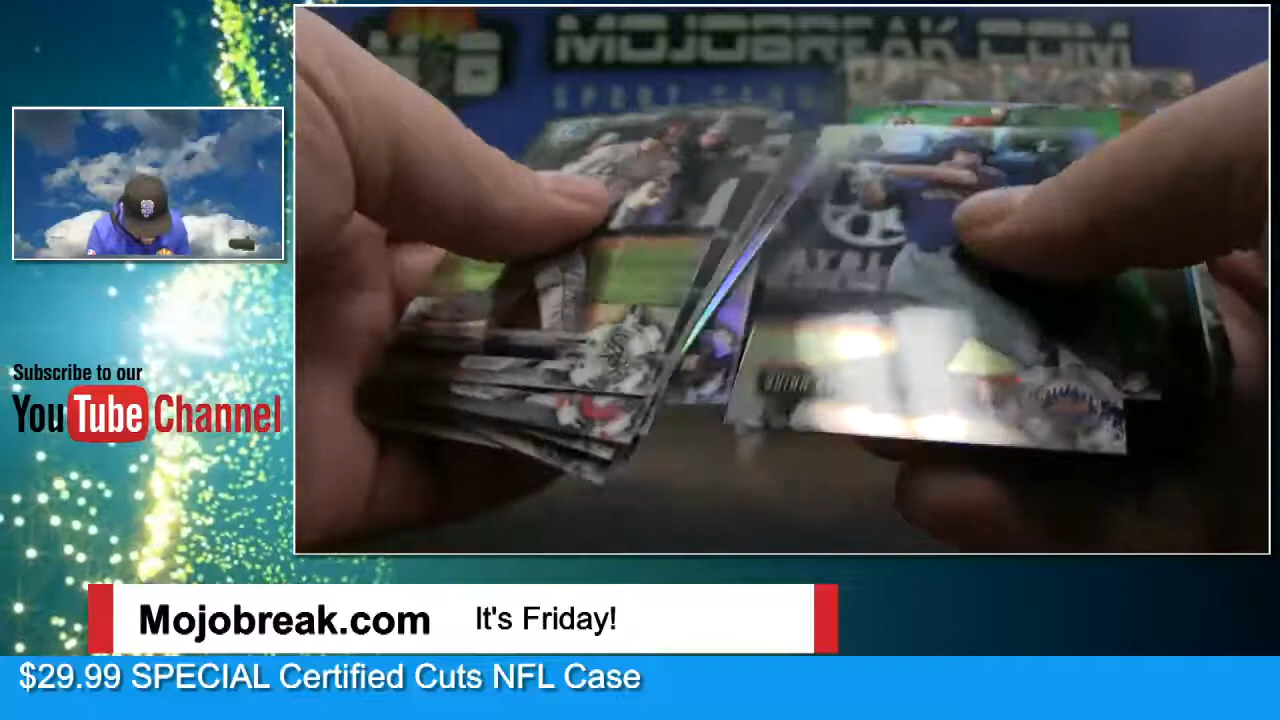 MOJOBREAK.COM
Subscribe to our
YouTube Channel
Mojobreak.com
It's Friday!
$29.99 SPECIAL Certified Cuts NFL Case